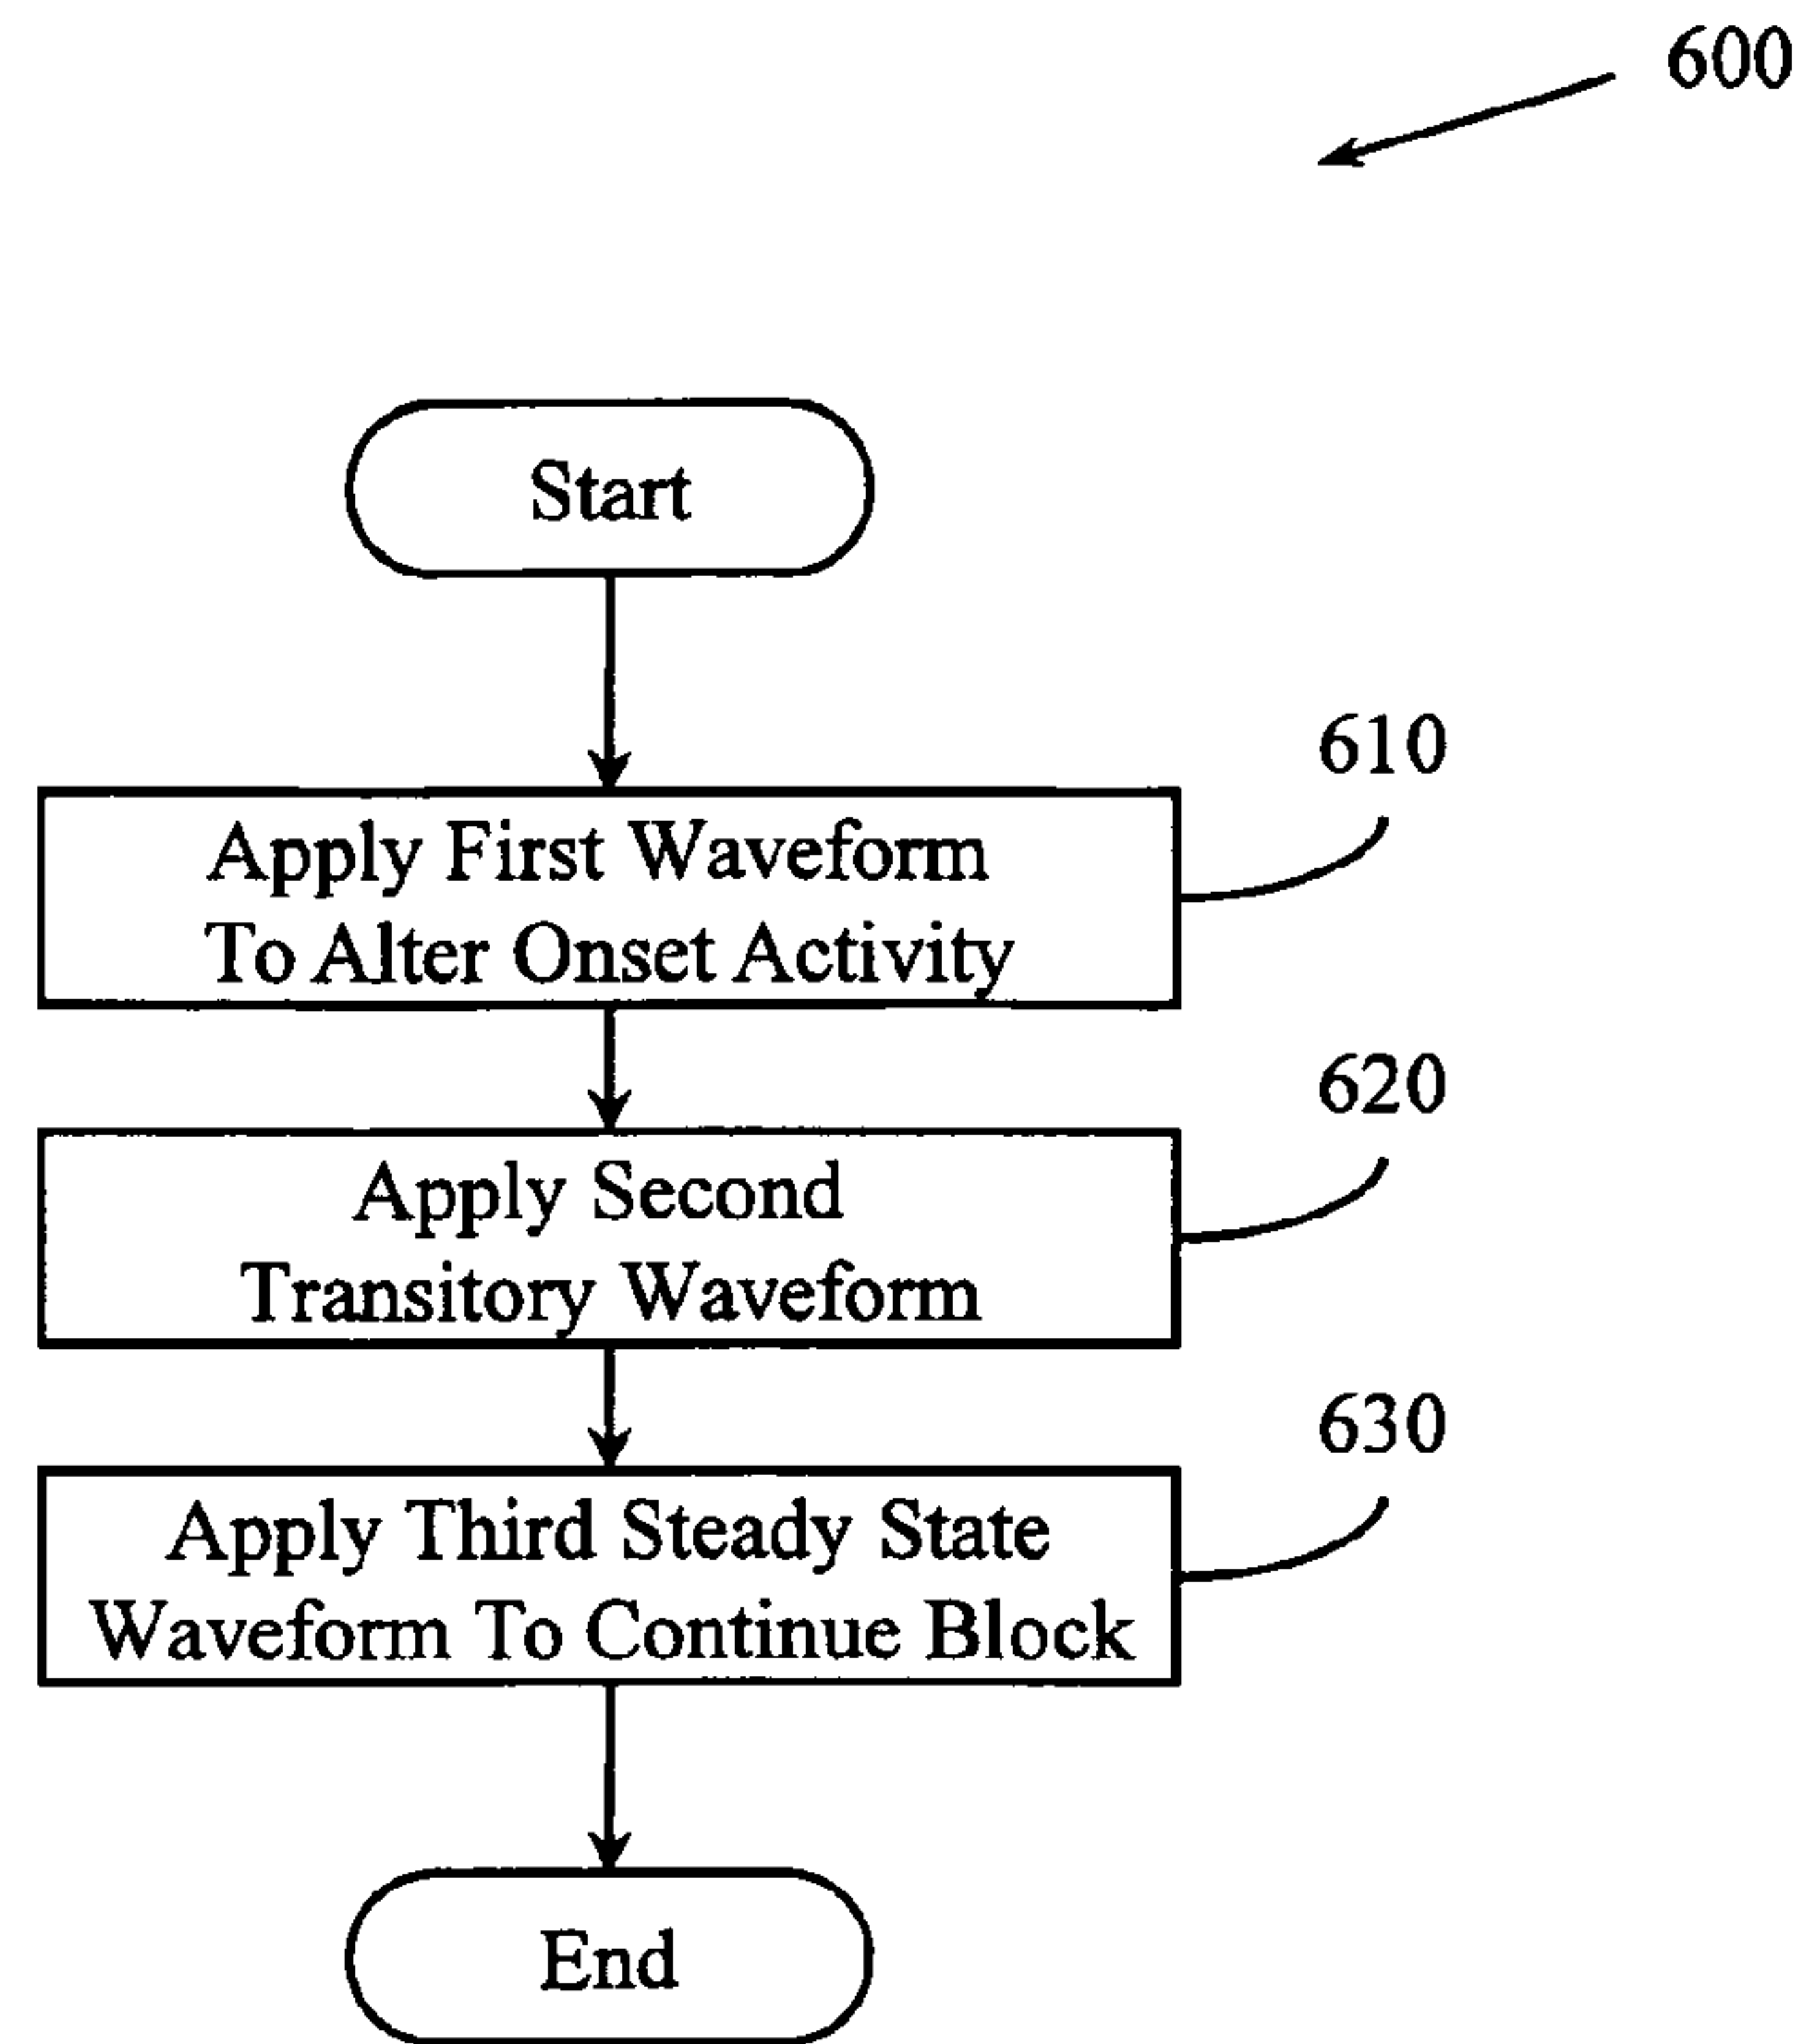 600
Start
610
Apply First Waveform
To Alter Onset Activity
620
Apply Second
Transitory Waveform
630
Apply Third Steady State
Waveform To Continue Block
End